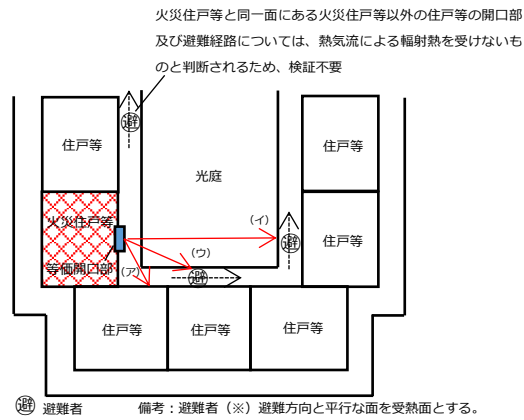 火災住戸等と同一面にある火災住戸等以外の住戸等の開口部
及び避難経路については、熱気流による輻射熱を受けないも
のと判断されるため、検証不要
避
住戸等
光庭
住戸等
火災住戸等
(イ)
避
住戸等
(ウ)
等価開口部
(ア)
避
住戸等
住戸等
住戸等
避 避難者
備考：避難者（※）避難方向と平行な面を受熱面とする。